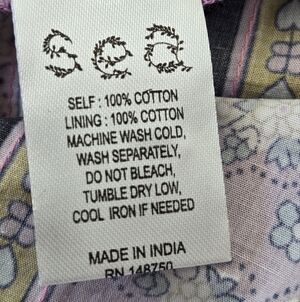 Sea
SELF : 100% COTTON
LINING : 100% COTTON
MACHINE WASH COLD,
WASH SEPARATELY,
DO NOT BLEACH,
TUMBLE DRY LOW,
COOL IRON IF NEEDED
MADE IN INDIA
RN 148750